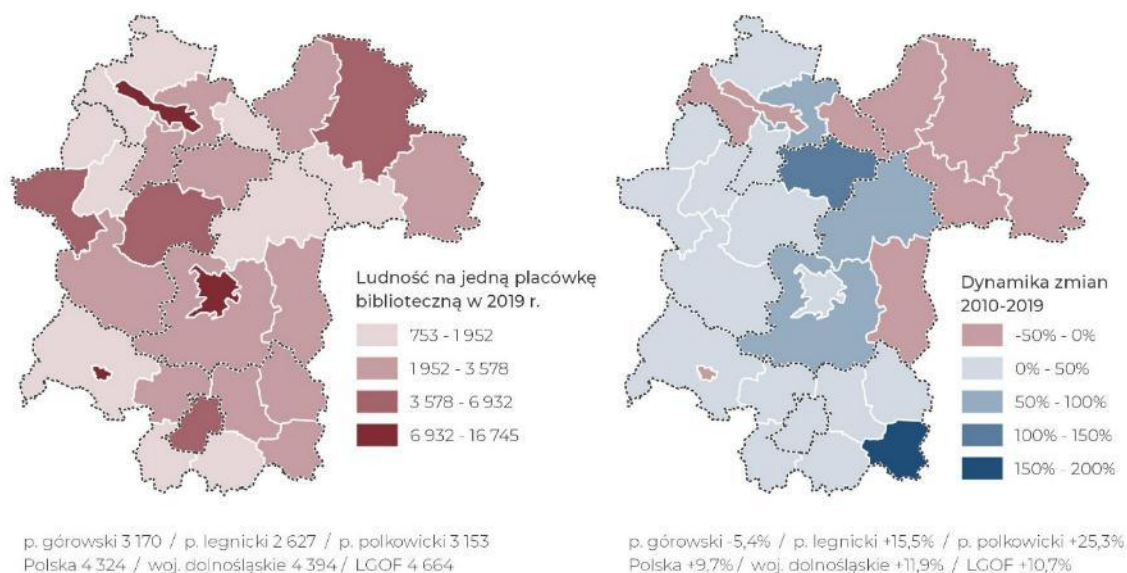 Ludność na jedną placówkę
biblioteczną w 2019 r.
753 - 1 952
1 952 - 3 578
3 578 - 6 932
6 932 - 16 745
p. górowski 3 170 / p. legnicki 2 627 / p. polkowicki 3 153
Polska 4 324 / woj. dolnośląskie 4 394 / LGOF 4 664
Dynamika zmian
2010-2019
-50% - 0%
0% - 50%
50% - 100%
100% - 150%
150% - 200%
p. górowski -5,4% / p. legnicki +15,5% / p. polkowicki +25,3%
Polska +9,7% / woj. dolnośląskie +11,9% / LGOF +10,7%